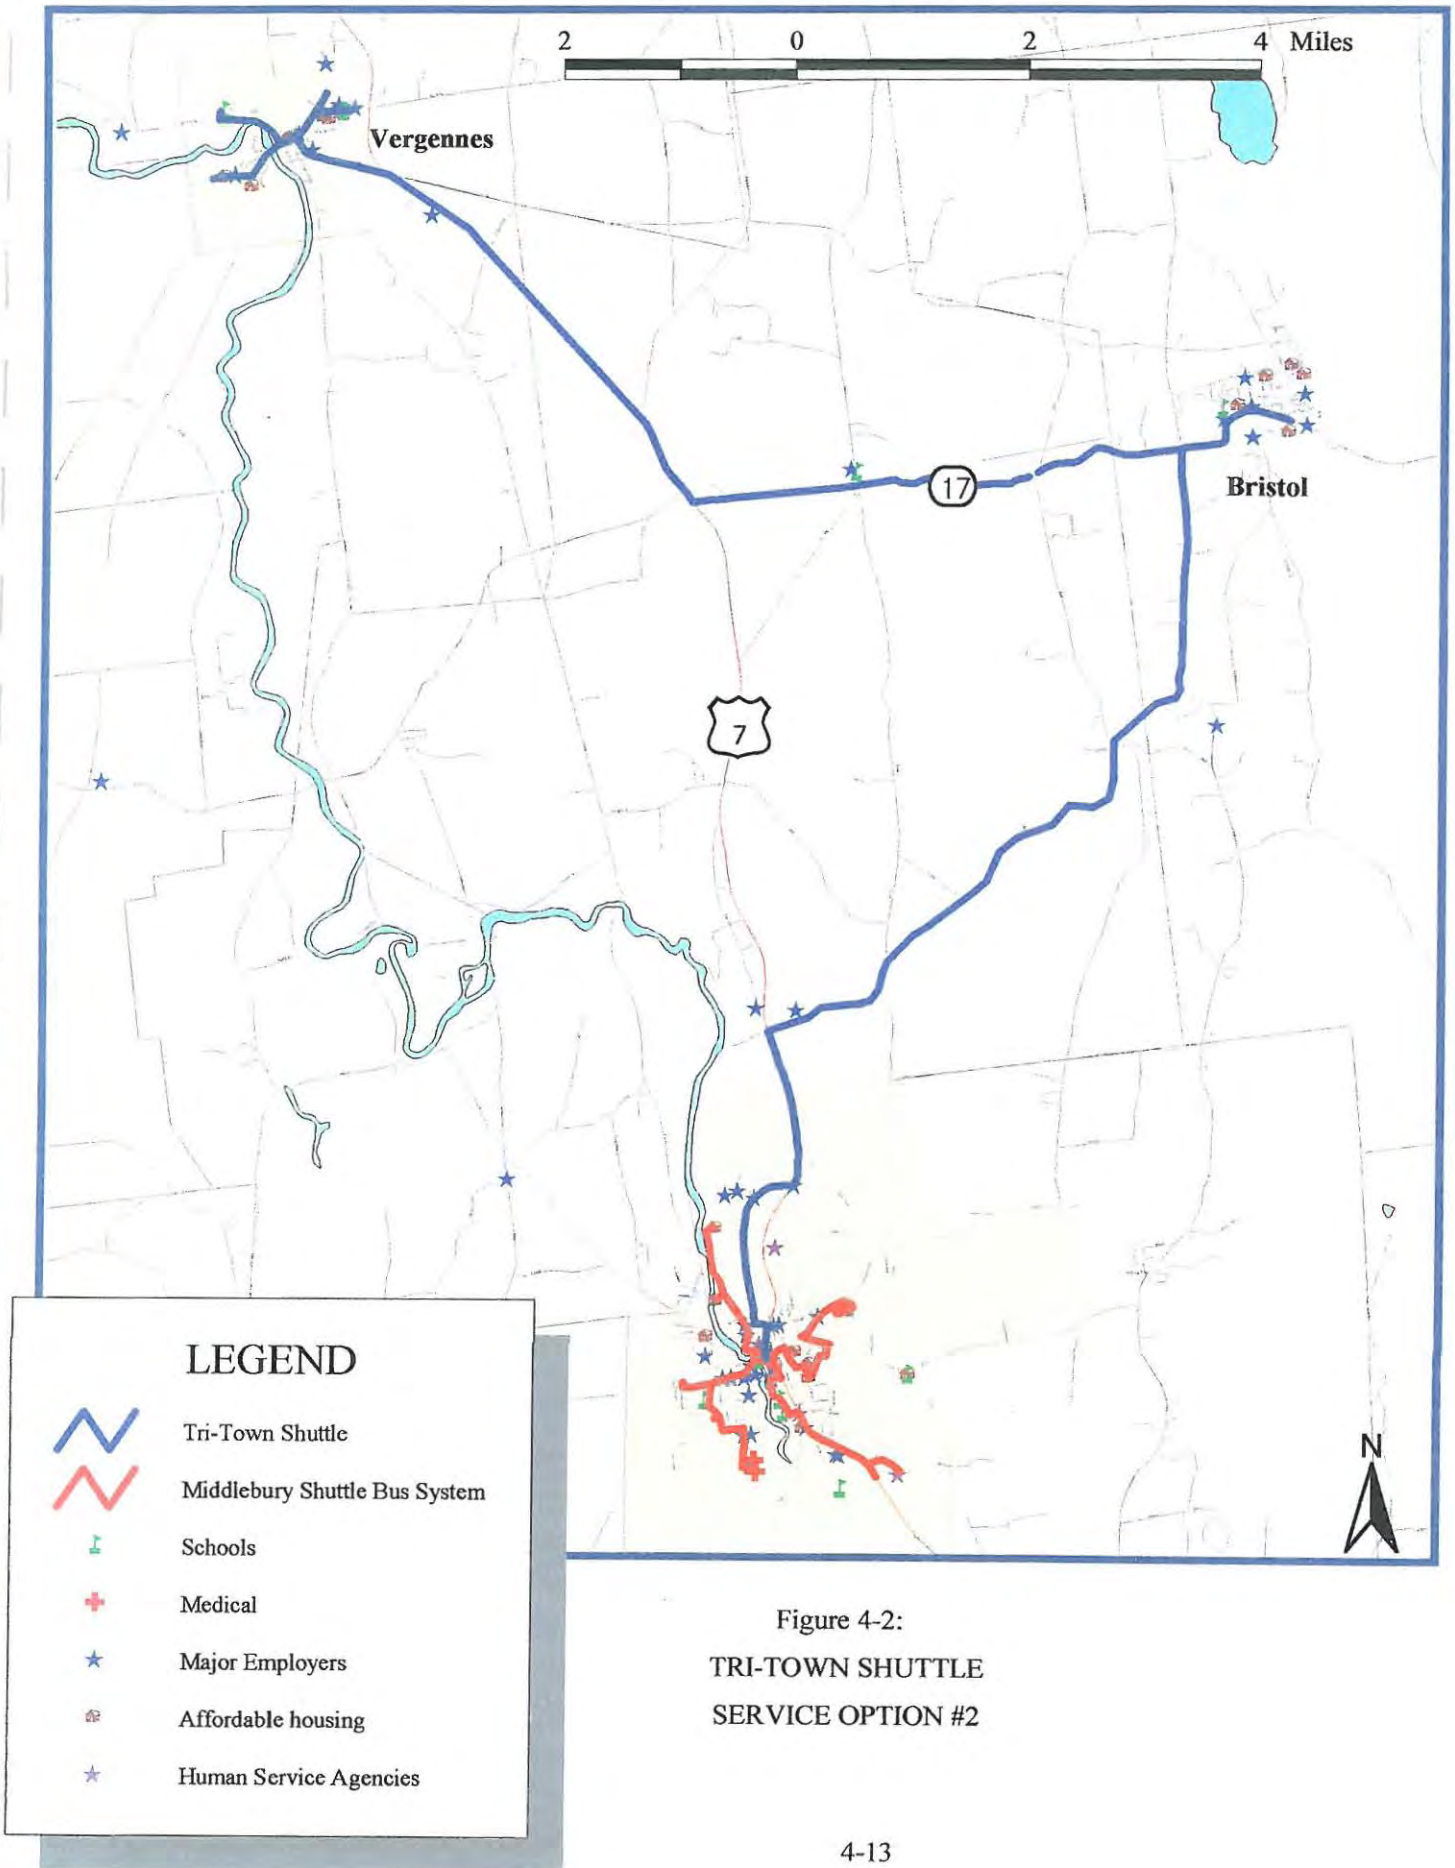 2 0 2 4 Miles
Vergennes
17
Bristol
7
LEGEND
Tri-Town Shuttle
Middlebury Shuttle Bus System
Schools
Medical
Major Employers
Affordable housing
Human Service Agencies
N
Figure 4-2:
TRI-TOWN SHUTTLE
SERVICE OPTION #2
4-13